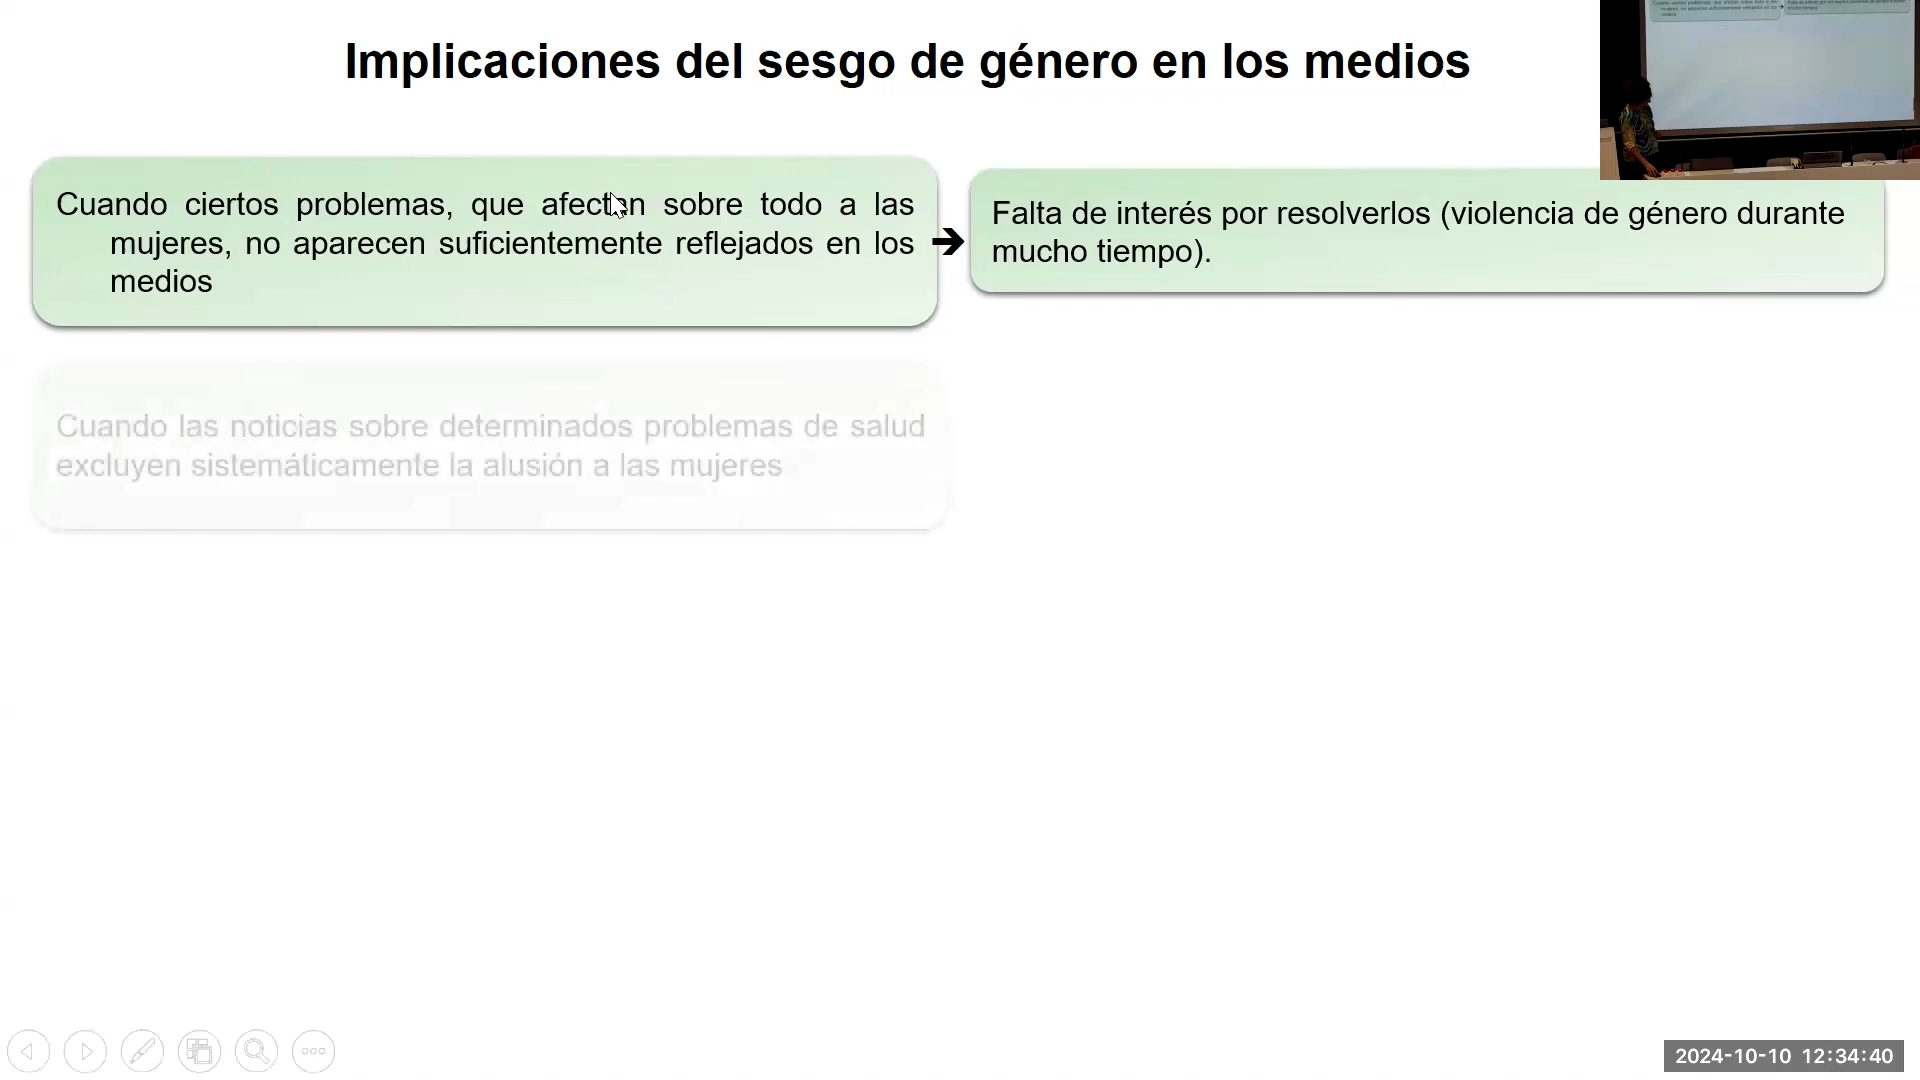 Implicaciones del sesgo de género en los medios
Cuando ciertos problemas, que afectan sobre todo a las
mujeres, no aparecen suficientemente reflejados en los
medios
➔
Falta de interés por resolverlos (violencia de género durante
mucho tiempo).
Cuando las noticias sobre determinados problemas de salud
excluyen sistemáticamente la alusión a las mujeres
2024-10-10 12:34:40